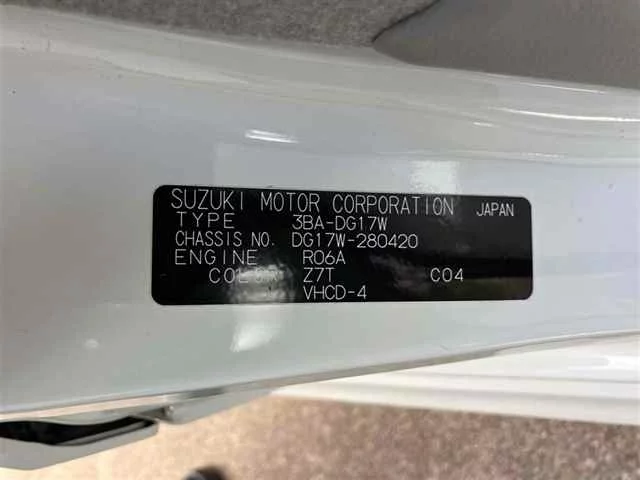 SUZUKI MOTOR CORPORATION JAPAN
TYPE 3BA-DG17W
CHASSIS NO. DG17W-280420
ENGINE R06A
COLOR Z7T C04
VHCD-4